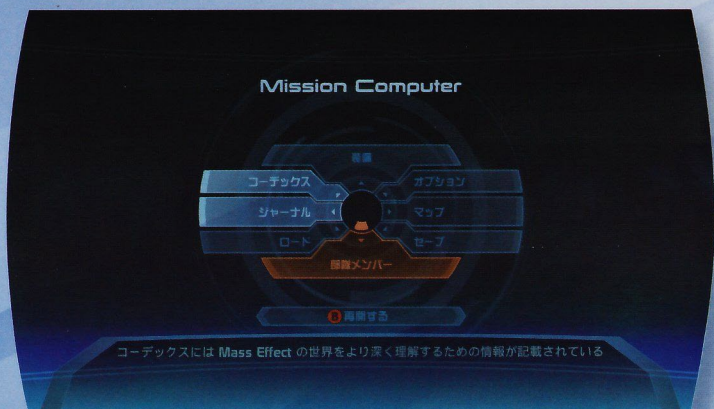 Mission Computer
装備
コーデックス
オプション
ジャーナル
マップ
ロード
セーブ
部隊メンバー
B 再開する
コーデックスには Mass Effect の世界をより深く理解するための情報が記載されている